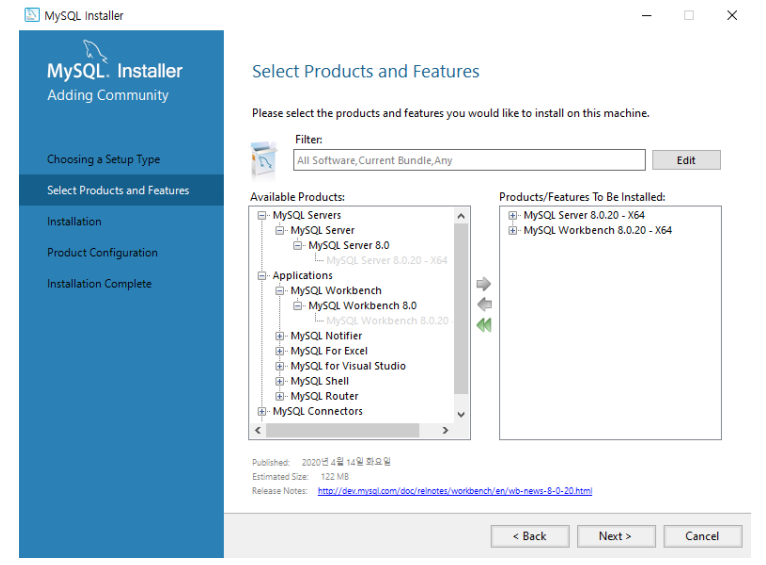 MySQL Installer
MySQL. Installer
Adding Community
Choosing a Setup Type
Select Products and Features
Installation
Product Configuration
Installation Complete
Select Products and Features
Please select the products and features you would like to install on this machine.
Filter:
All Software,Current Bundle,Any
Edit
Available Products:
MySQL Servers
MySQL Server
MySQL Server 8.0
MySQL Server 8.0.20 - X64
Applications
MySQL Workbench
MySQL Workbench 8.0
MySQL Workbench 8.0.20
MySQL Notifier
MySQL For Excel
MySQL for Visual Studio
MySQL Shell
MySQL Router
MySQL Connectors
Products/Features To Be Installed:
MySQL Server 8.0.20 - X64
MySQL Workbench 8.0.20 - X64
Published: 2020년 4월 14일 화요일
Estimated Size: 122 MB
Release Notes: http://dev.mysql.com/doc/relnotes/workbench/en/wb-news-8-0-20.html
< Back
Next >
Cancel